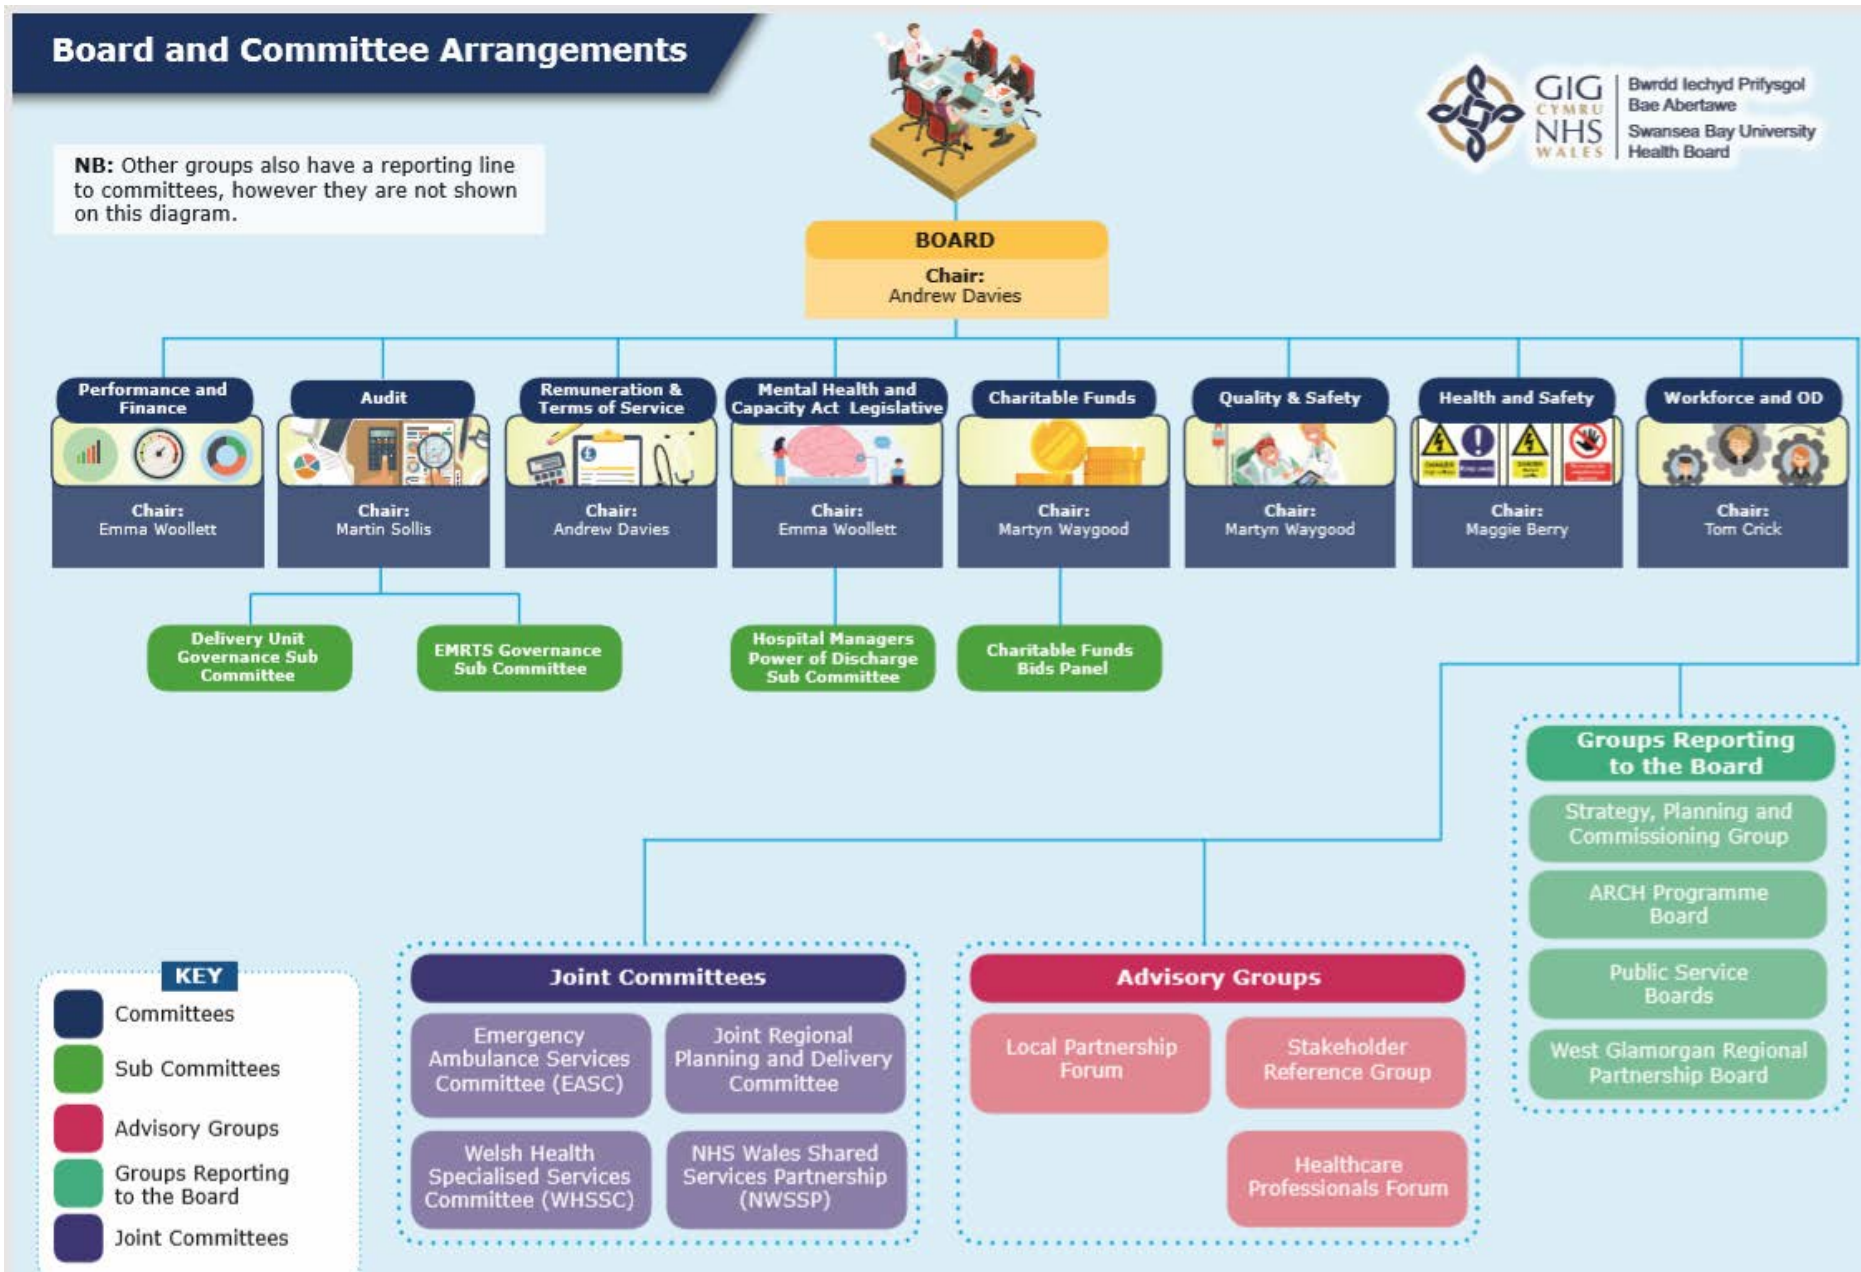 Board and Committee Arrangements
GIG
CYMRU
NHS
WALES
Bwrdd Iechyd Prifysgol
Bae Abertawe
Swansea Bay University
Health Board
NB: Other groups also have a reporting line
to committees, however they are not shown
on this diagram.
BOARD
Chair:
Andrew Davies
Performance and
Finance
Chair:
Emma Woollett
Audit
Chair:
Martin Sollis
Remuneration &
Terms of Service
Chair:
Andrew Davies
Mental Health and
Capacity Act Legislative
Chair:
Emma Woollett
Charitable Funds
Chair:
Martyn Waygood
Quality & Safety
Chair:
Martyn Waygood
Health and Safety
Chair:
Maggie Berry
Workforce and OD
Chair:
Tom Crick
Delivery Unit
Governance Sub
Committee
EMRTS Governance
Sub Committee
Hospital Managers
Power of Discharge
Sub Committee
Charitable Funds
Bids Panel
Groups Reporting
to the Board
Strategy, Planning and
Commissioning Group
ARCH Programme
Board
Public Service
Boards
West Glamorgan Regional
Partnership Board
Joint Committees
Emergency
Ambulance Services
Committee (EASC)
Joint Regional
Planning and Delivery
Committee
Welsh Health
Specialised Services
Committee (WHSSC)
NHS Wales Shared
Services Partnership
(NWSSP)
Advisory Groups
Local Partnership
Forum
Stakeholder
Reference Group
Healthcare
Professionals Forum
KEY
Committees
Sub Committees
Advisory Groups
Groups Reporting
to the Board
Joint Committees